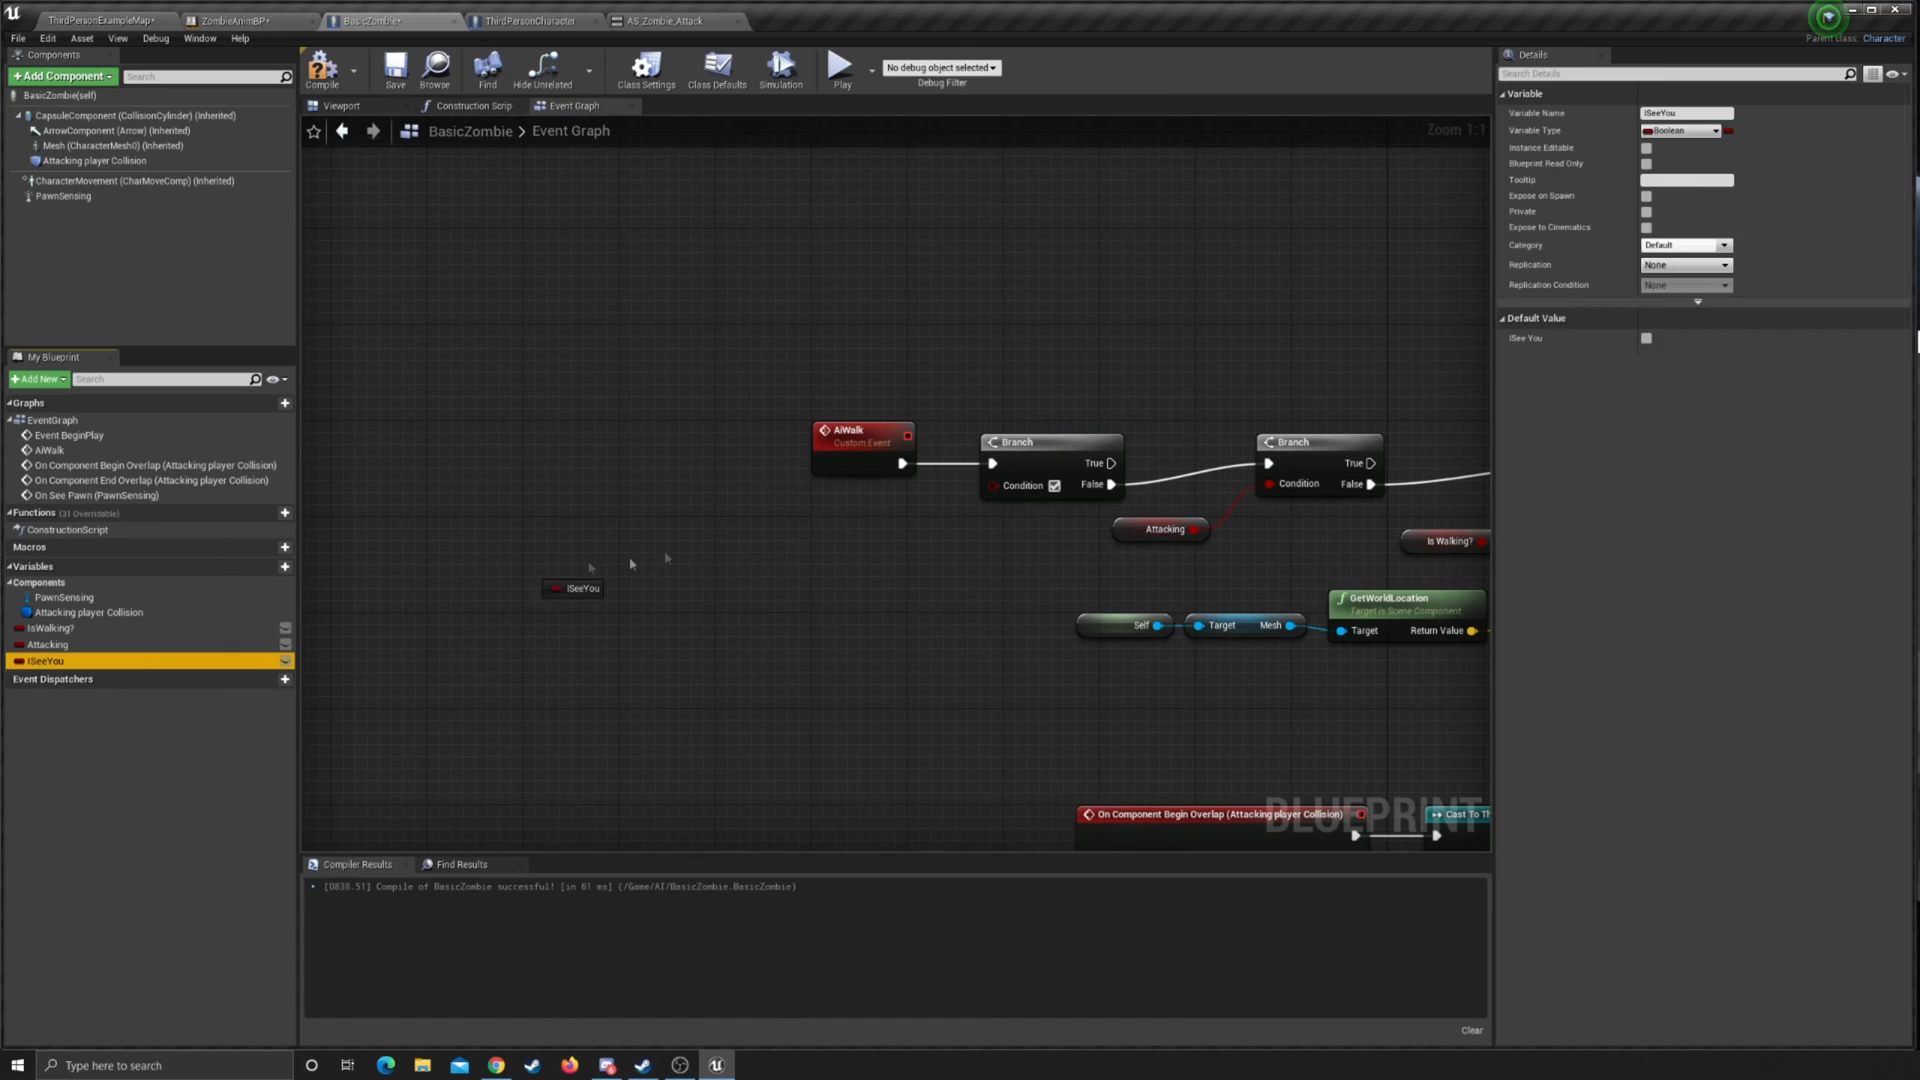 ThirdPersonExampleMap*
ZombieAnimBP*
BasicZombie*
ThirdPersonCharacter
AS_Zombie_Attack
File Edit Asset View Debug Window Help
Parent class: Character
Components
+Add Component
Search
BasicZombie(self)
CapsuleComponent (CollisionCylinder) (Inherited)
ArrowComponent (Arrow) (Inherited)
Mesh (CharacterMesh0) (Inherited)
Attacking player Collision
CharacterMovement (CharMoveComp) (Inherited)
PawnSensing
My Blueprint
+Add New
Search
Graphs
EventGraph
Event BeginPlay
AiWalk
On Component Begin Overlap (Attacking player Collision)
On Component End Overlap (Attacking player Collision)
On See Pawn (PawnSensing)
Functions (31 Overridable)
ConstructionScript
Macros
Variables
Components
PawnSensing
Attacking player Collision
IsWalking?
Attacking
ISeeYou
Event Dispatchers
Compile
Save
Browse
Find
Hide Unrelated
Class Settings
Class Defaults
Simulation
Play
No debug object selected
Debug Filter
Viewport
Construction Scrip
Event Graph
BasicZombie > Event Graph
Zoom 1:1
AiWalk
Custom Event
Branch
True
Condition
False
Branch
True
Condition
False
Attacking
Is Walking?
ISeeYou
GetWorldLocation
Target is Scene Component
Self
Target Mesh
Target
Return Value
On Component Begin Overlap (Attacking player Collision)
Cast To Th
BLUEPRINT
Compiler Results
Find Results
[0838.51] Compile of BasicZombie successful! [in 61 ms] (/Game/AI/BasicZombie.BasicZombie)
Clear
Details
Search Details
Variable
Variable Name ISeeYou
Variable Type Boolean
Instance Editable
Blueprint Read Only
Tooltip
Expose on Spawn
Private
Expose to Cinematics
Category Default
Replication None
Replication Condition None
Default Value
ISee You
Type here to search